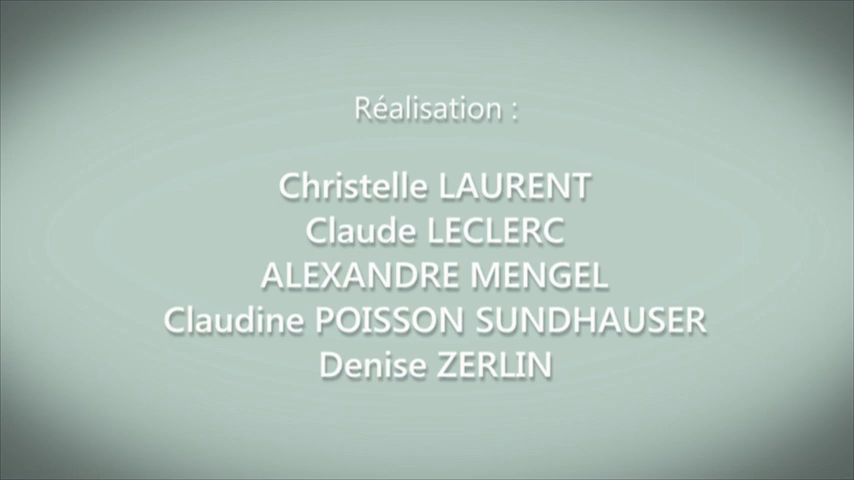 Réalisation :
Christelle LAURENT
Claude LECLERC
ALEXANDRE MENGEL
Claudine POISSON SUNDHAUSER
Denise ZERLIN